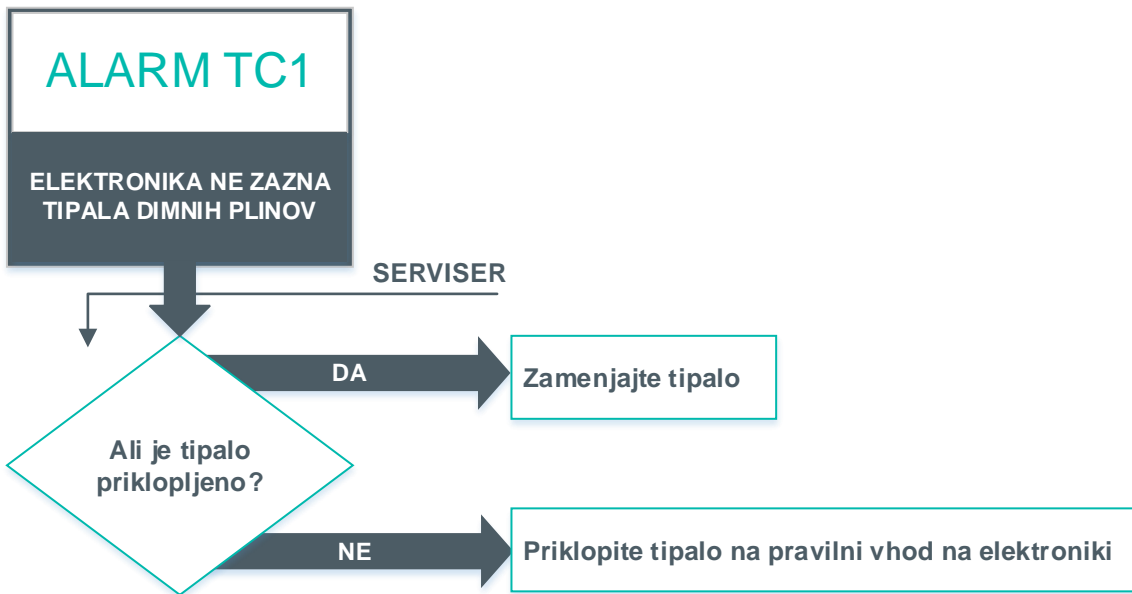 ALARM TC1
ELEKTRONIKA NE ZAZNA
TIPALA DIMNIH PLINOV
SERVISER
DA
Zamenjajte tipalo
Ali je tipalo
priklopljeno?
NE
Priklopite tipalo na pravilni vhod na elektroniki